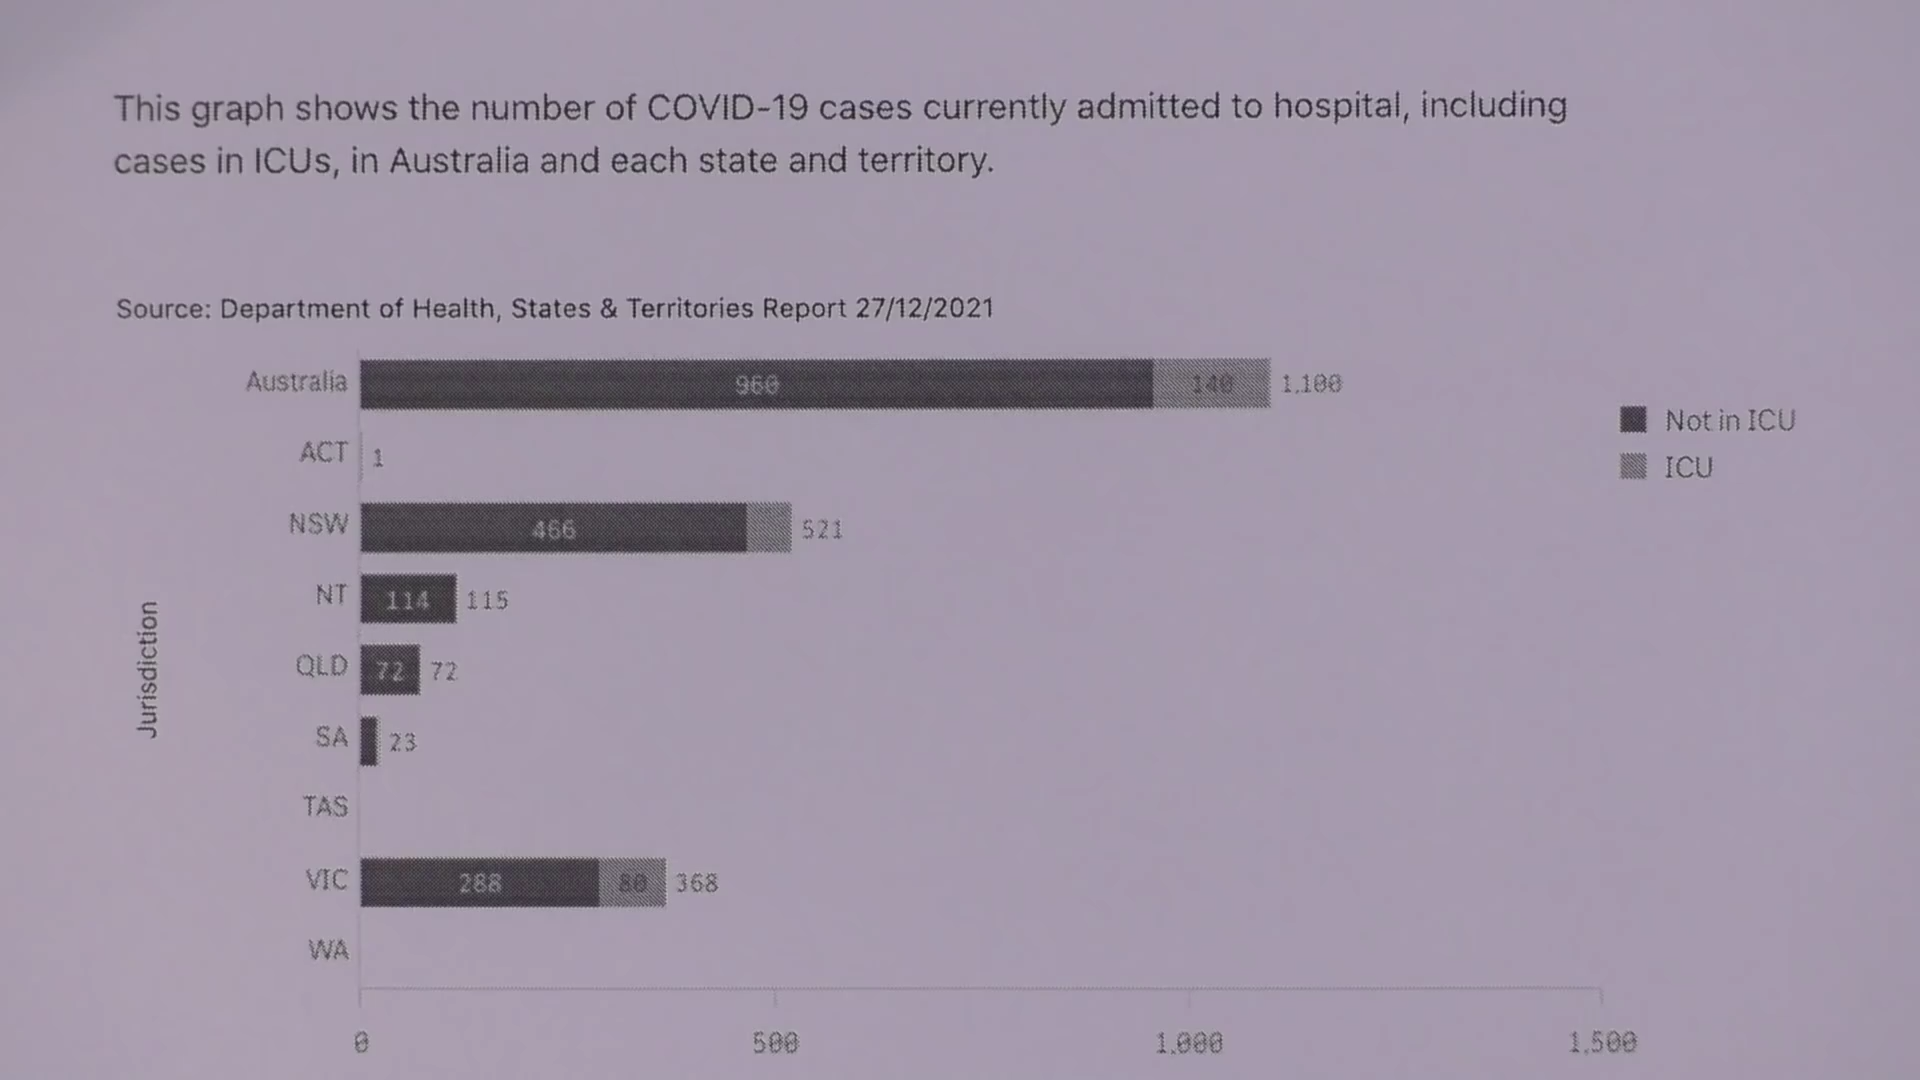 This graph shows the number of COVID-19 cases currently admitted to hospital, including
cases in ICUs, in Australia and each state and territory.
Source: Department of Health, States & Territories Report 27/12/2021
Australia 960 140 1,100
Not in ICU
ICU
ACT 1
NSW 466 521
NT 114 115
QLD 72 72
SA 23
TAS
VIC 288 80 368
WA
Jurisdiction
0 500 1,000 1,500